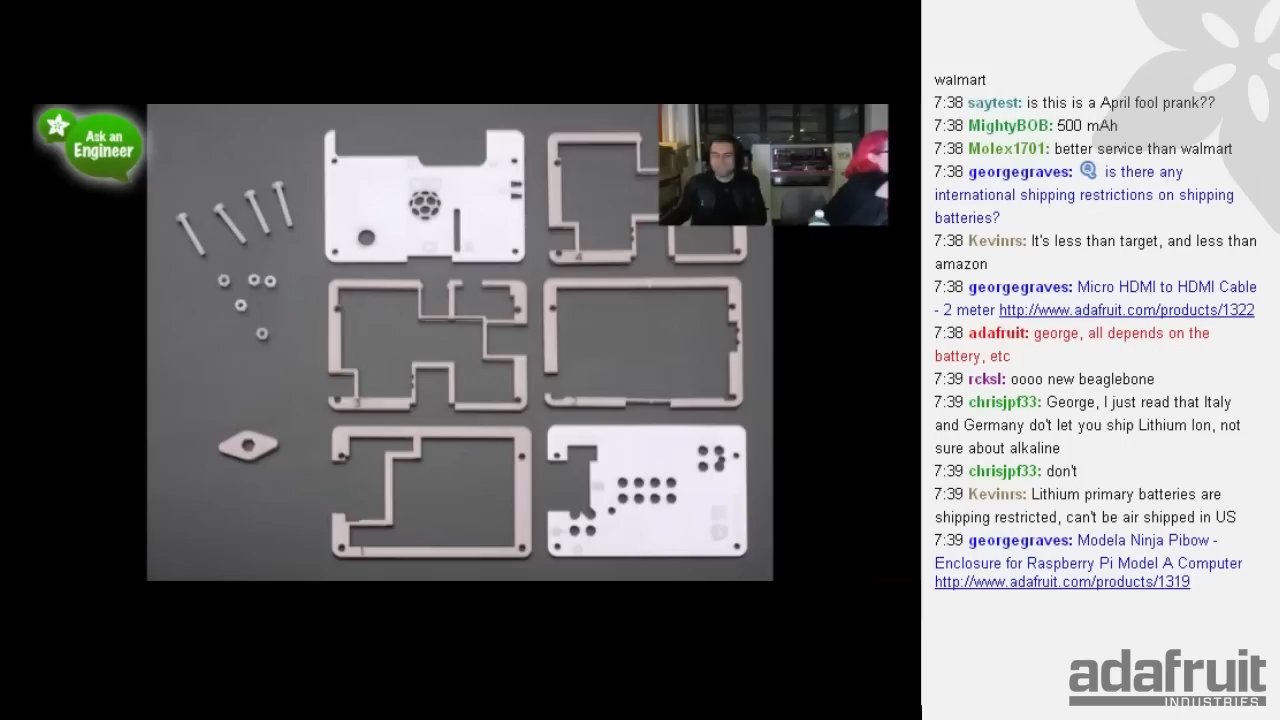 Ask an
Engineer
walmart
7:38 saytest: is this is a April fool prank??
7:38 MightyBOB: 500 mAh
7:38 Molex1701: better service than walmart
7:38 georgegraves: is there any
international shipping restrictions on shipping
batteries?
7:38 Kevinrs: It's less than target, and less than
amazon
7:38 georgegraves: Micro HDMI to HDMI Cable
- 2 meter http://www.adafruit.com/products/1322
7:38 adafruit: george, all depends on the
battery, etc
7:39 rcksl: oooo new beaglebone
7:39 chrisjpf33: George, I just read that Italy
and Germany do't let you ship Lithium Ion, not
sure about alkaline
7:39 chrisjpf33: don't
7:39 Kevinrs: Lithium primary batteries are
shipping restricted, can't be air shipped in US
7:39 georgegraves: Modela Ninja Pibow -
Enclosure for Raspberry Pi Model A Computer
http://www.adafruit.com/products/1319
adafruit
INDUSTRIES